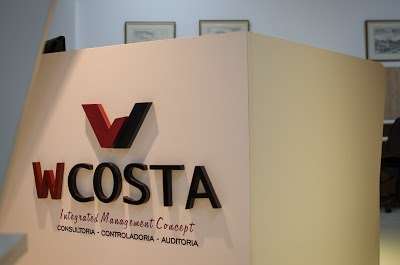 WCOSTA
Integrated Management Concept
CONSULTORIA - CONTROLADORIA - AUDITORIA